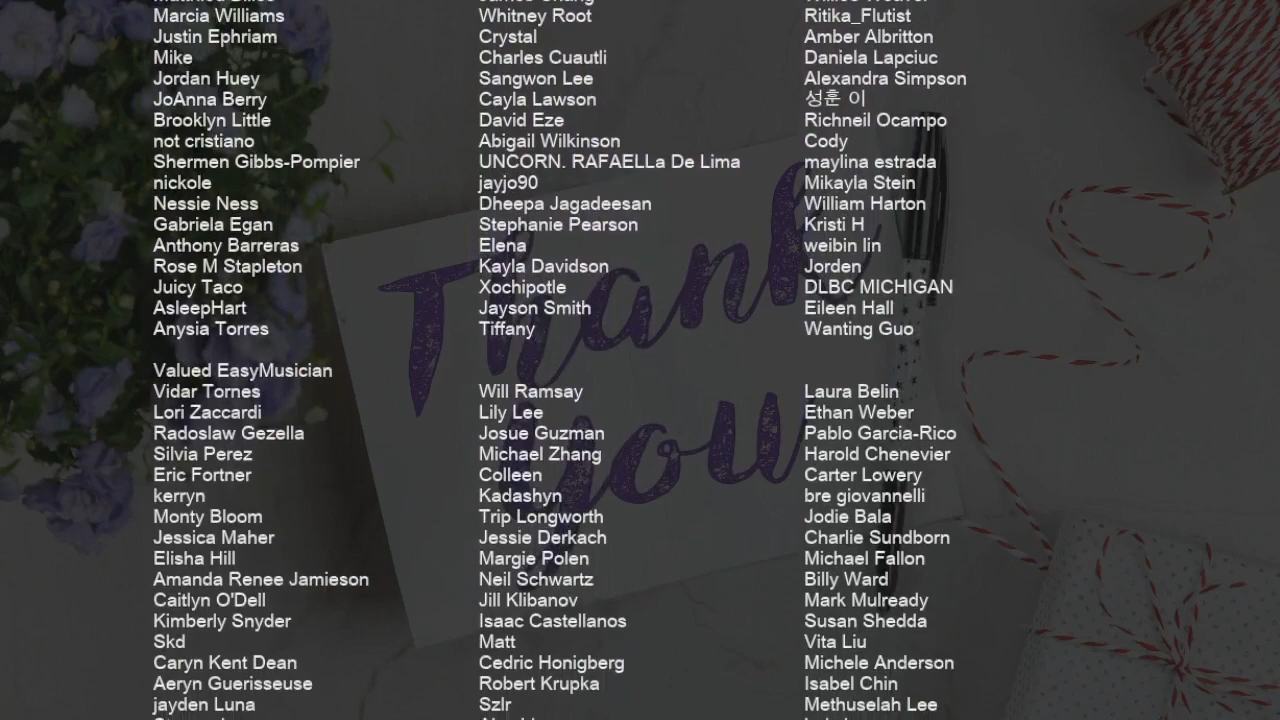 Marcia Williams Whitney Root Ritika_Flutist
Justin Ephriam Crystal Amber Albritton
Mike Charles Cuautli Daniela Lapciuc
Jordan Huey Sangwon Lee Alexandra Simpson
JoAnna Berry Cayla Lawson 성훈 이
Brooklyn Little David Eze Richneil Ocampo
not cristiano Abigail Wilkinson Cody
Shermen Gibbs-Pompier UNCORN. RAFAELLa De Lima maylina estrada
nickole jayjo90 Mikayla Stein
Nessie Ness Dheepa Jagadeesan William Harton
Gabriela Egan Stephanie Pearson Kristi H
Anthony Barreras Elena weibin lin
Rose M Stapleton Kayla Davidson Jorden
Juicy Taco Xochipotle DLBC MICHIGAN
AsleepHart Jayson Smith Eileen Hall
Anysia Torres Tiffany Wanting Guo
Thank
you
Valued EasyMusician
Vidar Tornes Will Ramsay Laura Belin
Lori Zaccardi Lily Lee Ethan Weber
Radoslaw Gezella Josue Guzman Pablo Garcia-Rico
Silvia Perez Michael Zhang Harold Chenevier
Eric Fortner Colleen Carter Lowery
kerryn Kadashyn bre giovannelli
Monty Bloom Trip Longworth Jodie Bala
Jessica Maher Jessie Derkach Charlie Sundborn
Elisha Hill Margie Polen Michael Fallon
Amanda Renee Jamieson Neil Schwartz Billy Ward
Caitlyn O'Dell Jill Klibanov Mark Mulready
Kimberly Snyder Isaac Castellanos Susan Shedda
Skd Matt Vita Liu
Caryn Kent Dean Cedric Honigberg Michele Anderson
Aeryn Guerisseuse Robert Krupka Isabel Chin
jayden Luna Szlr Methuselah Lee